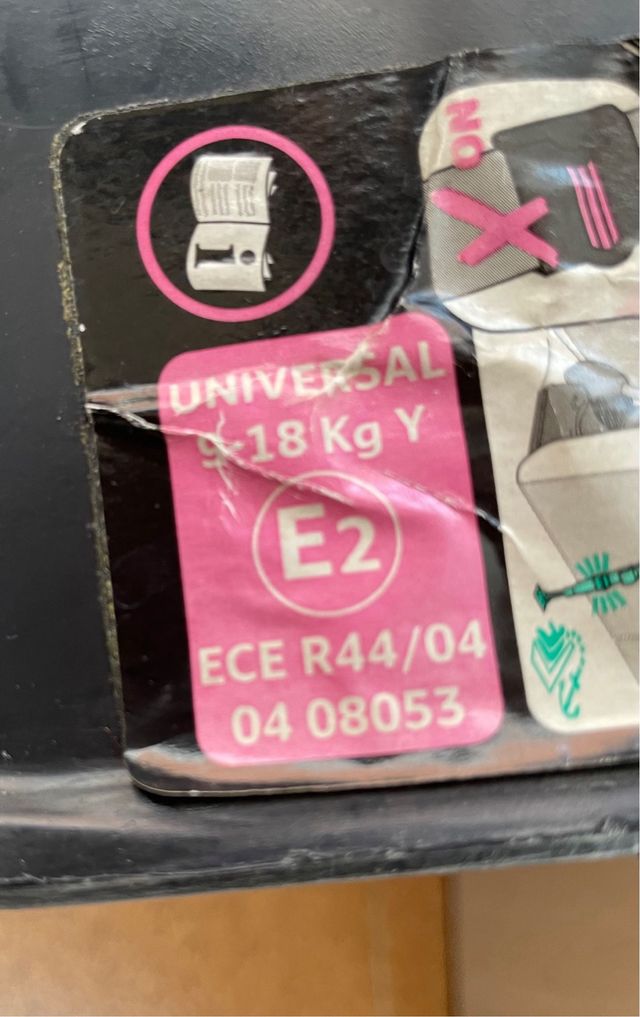 NO
UNIVERSAL
9-18 Kg Y
E2
ECE R44/04
04 08053